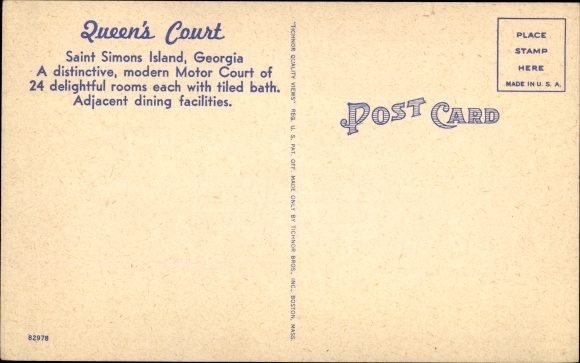 Queen's Court
Saint Simons Island, Georgia
A distinctive, modern Motor Court of
24 delightful rooms each with tiled bath.
Adjacent dining facilities.
"TICHNOR QUALITY VIEWS" REG. U. S. PAT. OFF. MADE ONLY BY TICHNOR BROS., INC., BOSTON, MASS.
PLACE
STAMP
HERE
MADE IN U. S. A.
POST CARD
82978